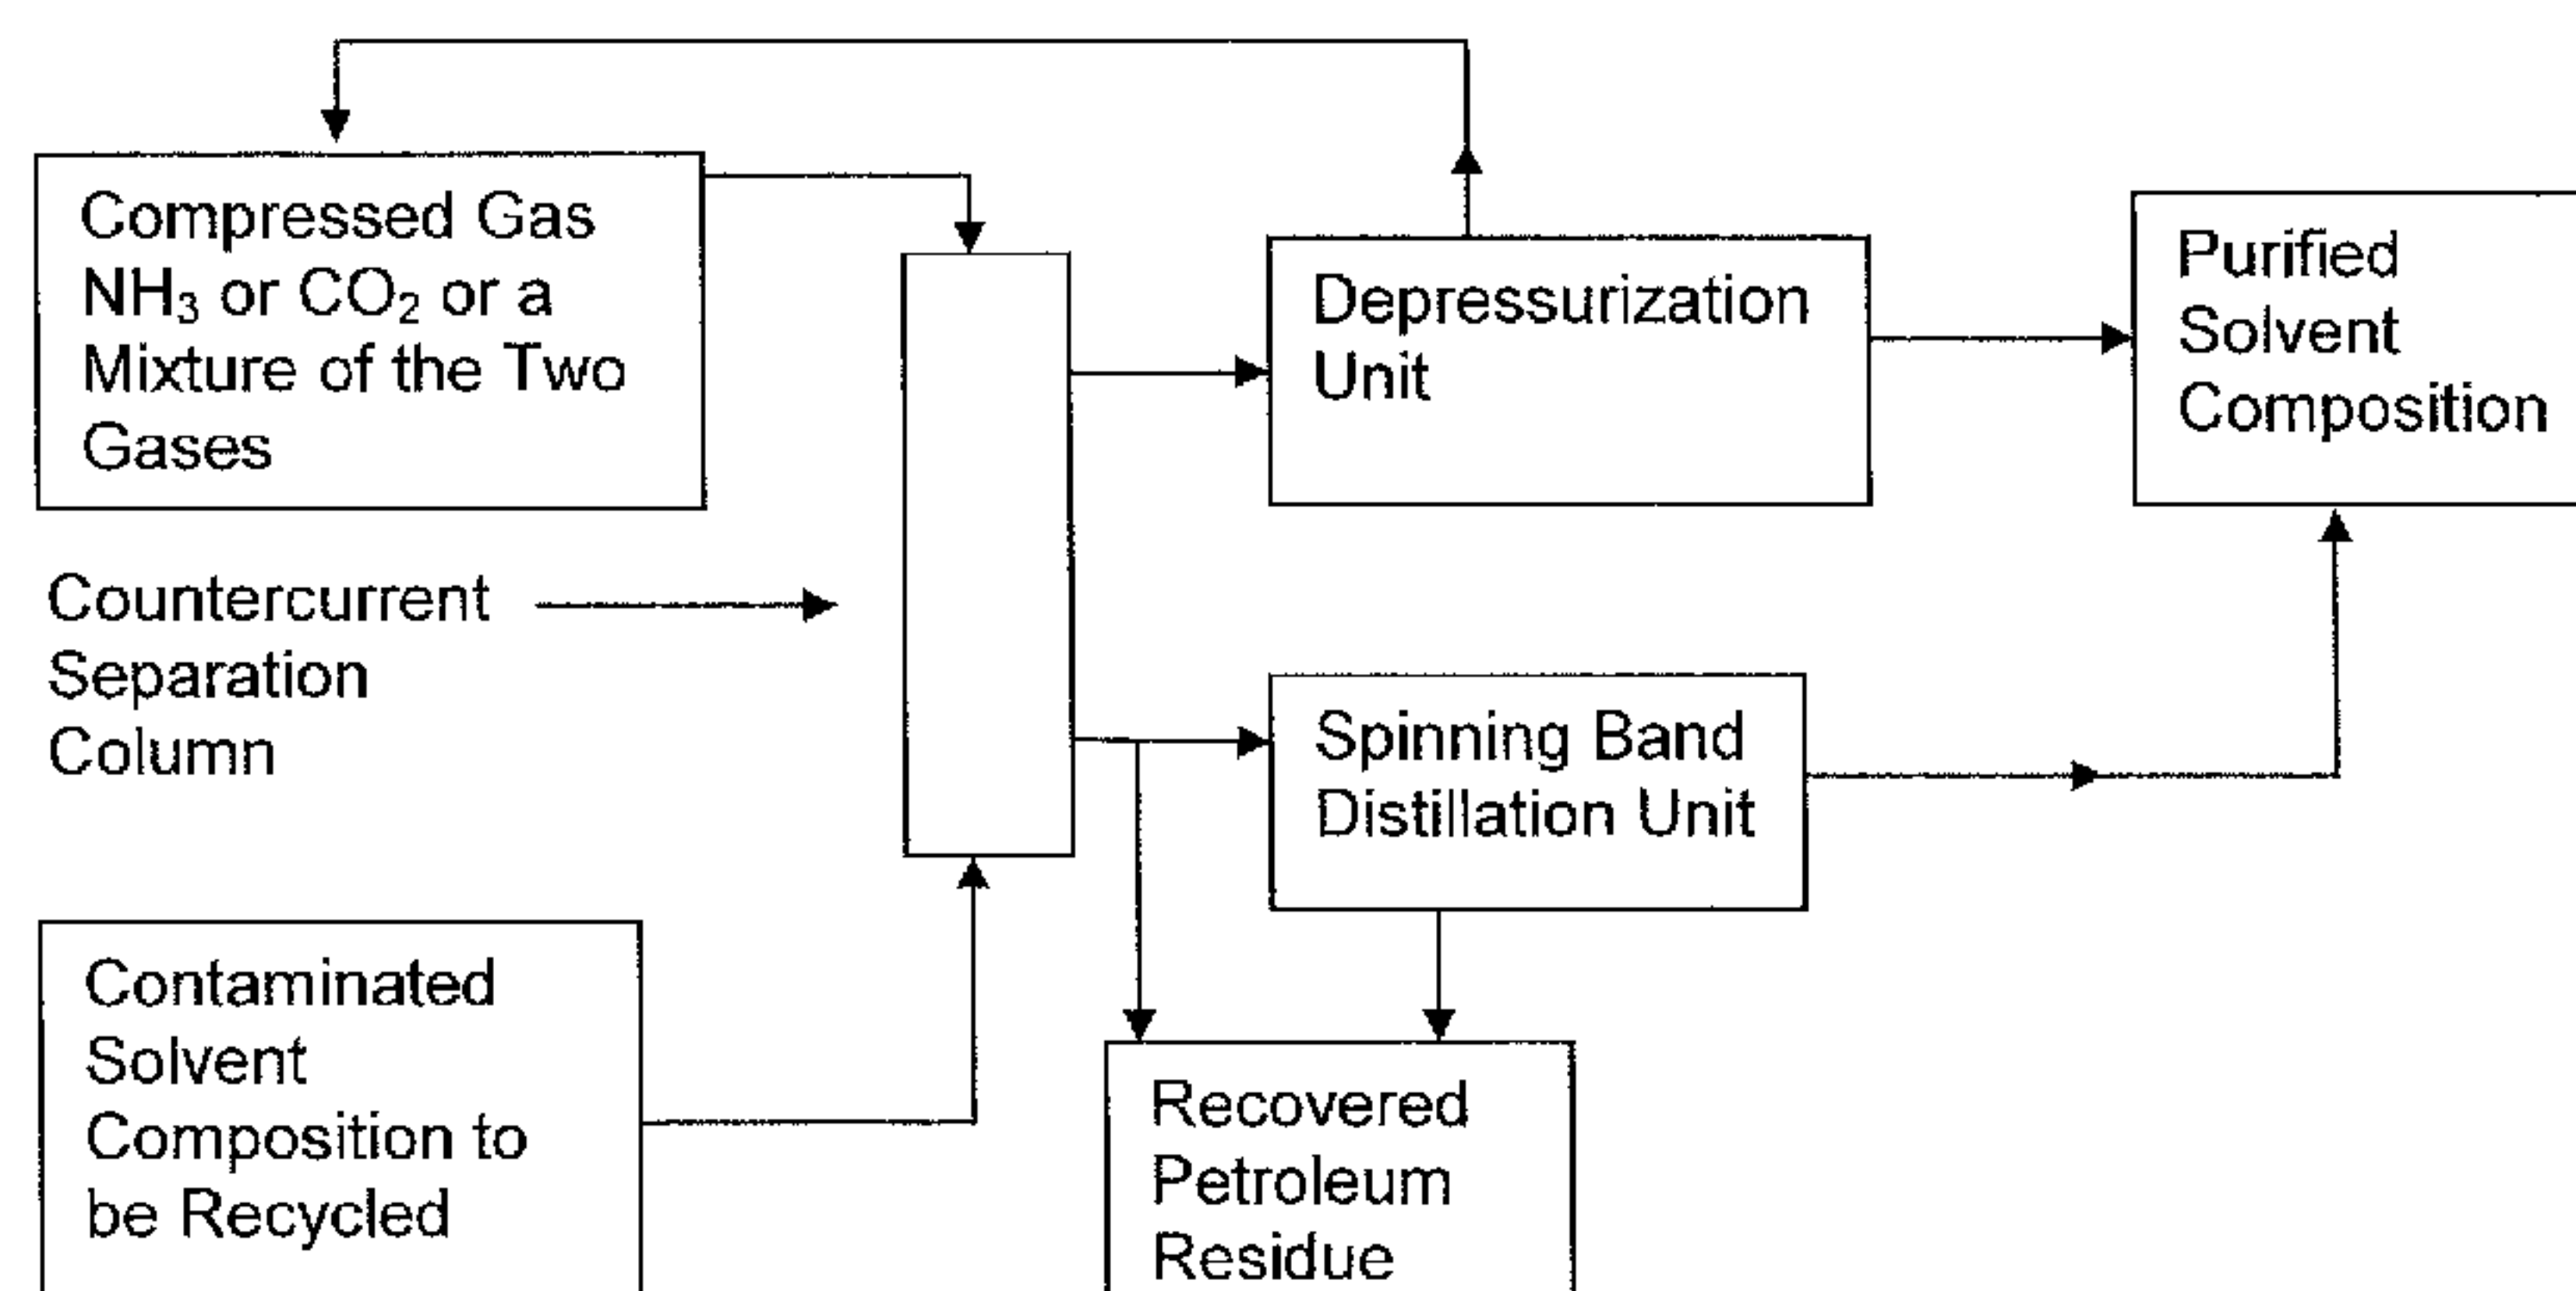 Compressed Gas
NH₃ or CO₂ or a
Mixture of the Two
Gases
Depressurization
Unit
Purified
Solvent
Composition
Countercurrent
Separation
Column
Spinning Band
Distillation Unit
Contaminated
Solvent
Composition to
be Recycled
Recovered
Petroleum
Residue